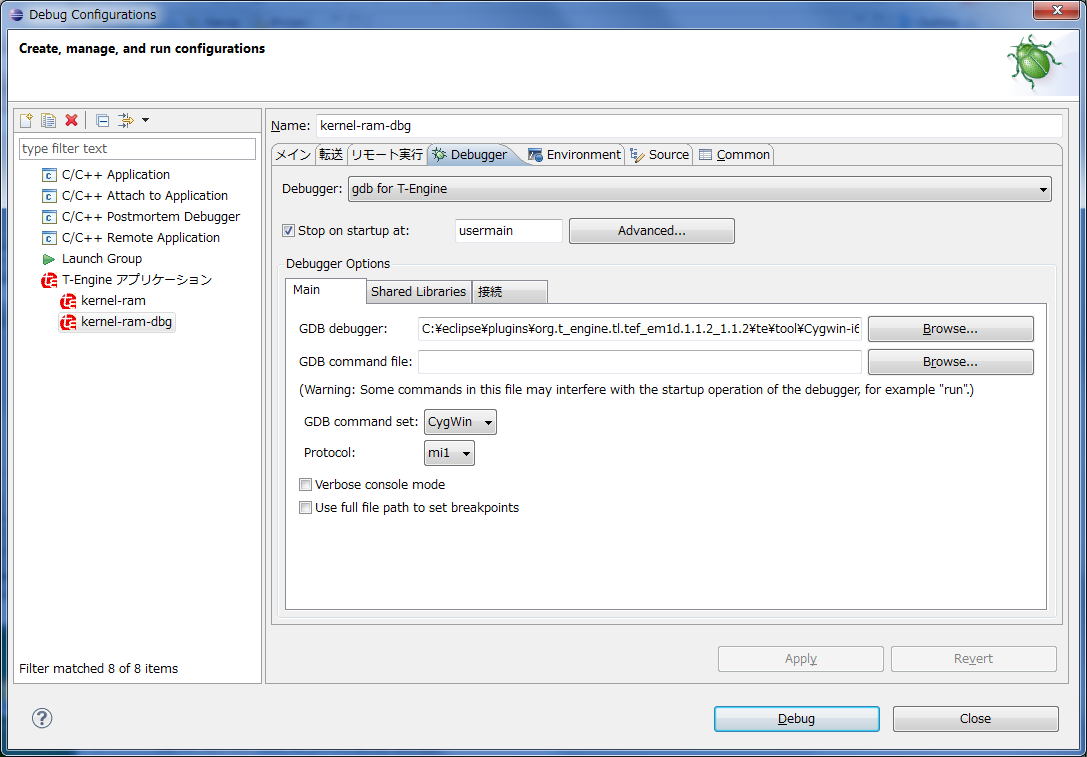 Debug Configurations
Create, manage, and run configurations
type filter text
C/C++ Application
C/C++ Attach to Application
C/C++ Postmortem Debugger
C/C++ Remote Application
Launch Group
T-Engine アプリケーション
kernel-ram
kernel-ram-dbg
Filter matched 8 of 8 items
Name: kernel-ram-dbg
メイン 転送 リモート実行 Debugger Environment Source Common
Debugger: gdb for T-Engine
Stop on startup at: usermain Advanced...
Debugger Options
Main Shared Libraries 接続
GDB debugger: C:¥eclipse¥plugins¥org.t_engine.tl.tef_em1d.1.1.2_1.1.2¥te¥tool¥Cygwin-i6 Browse...
GDB command file: Browse...
(Warning: Some commands in this file may interfere with the startup operation of the debugger, for example "run".)
GDB command set: CygWin
Protocol: mi1
Verbose console mode
Use full file path to set breakpoints
Apply Revert
? Debug Close